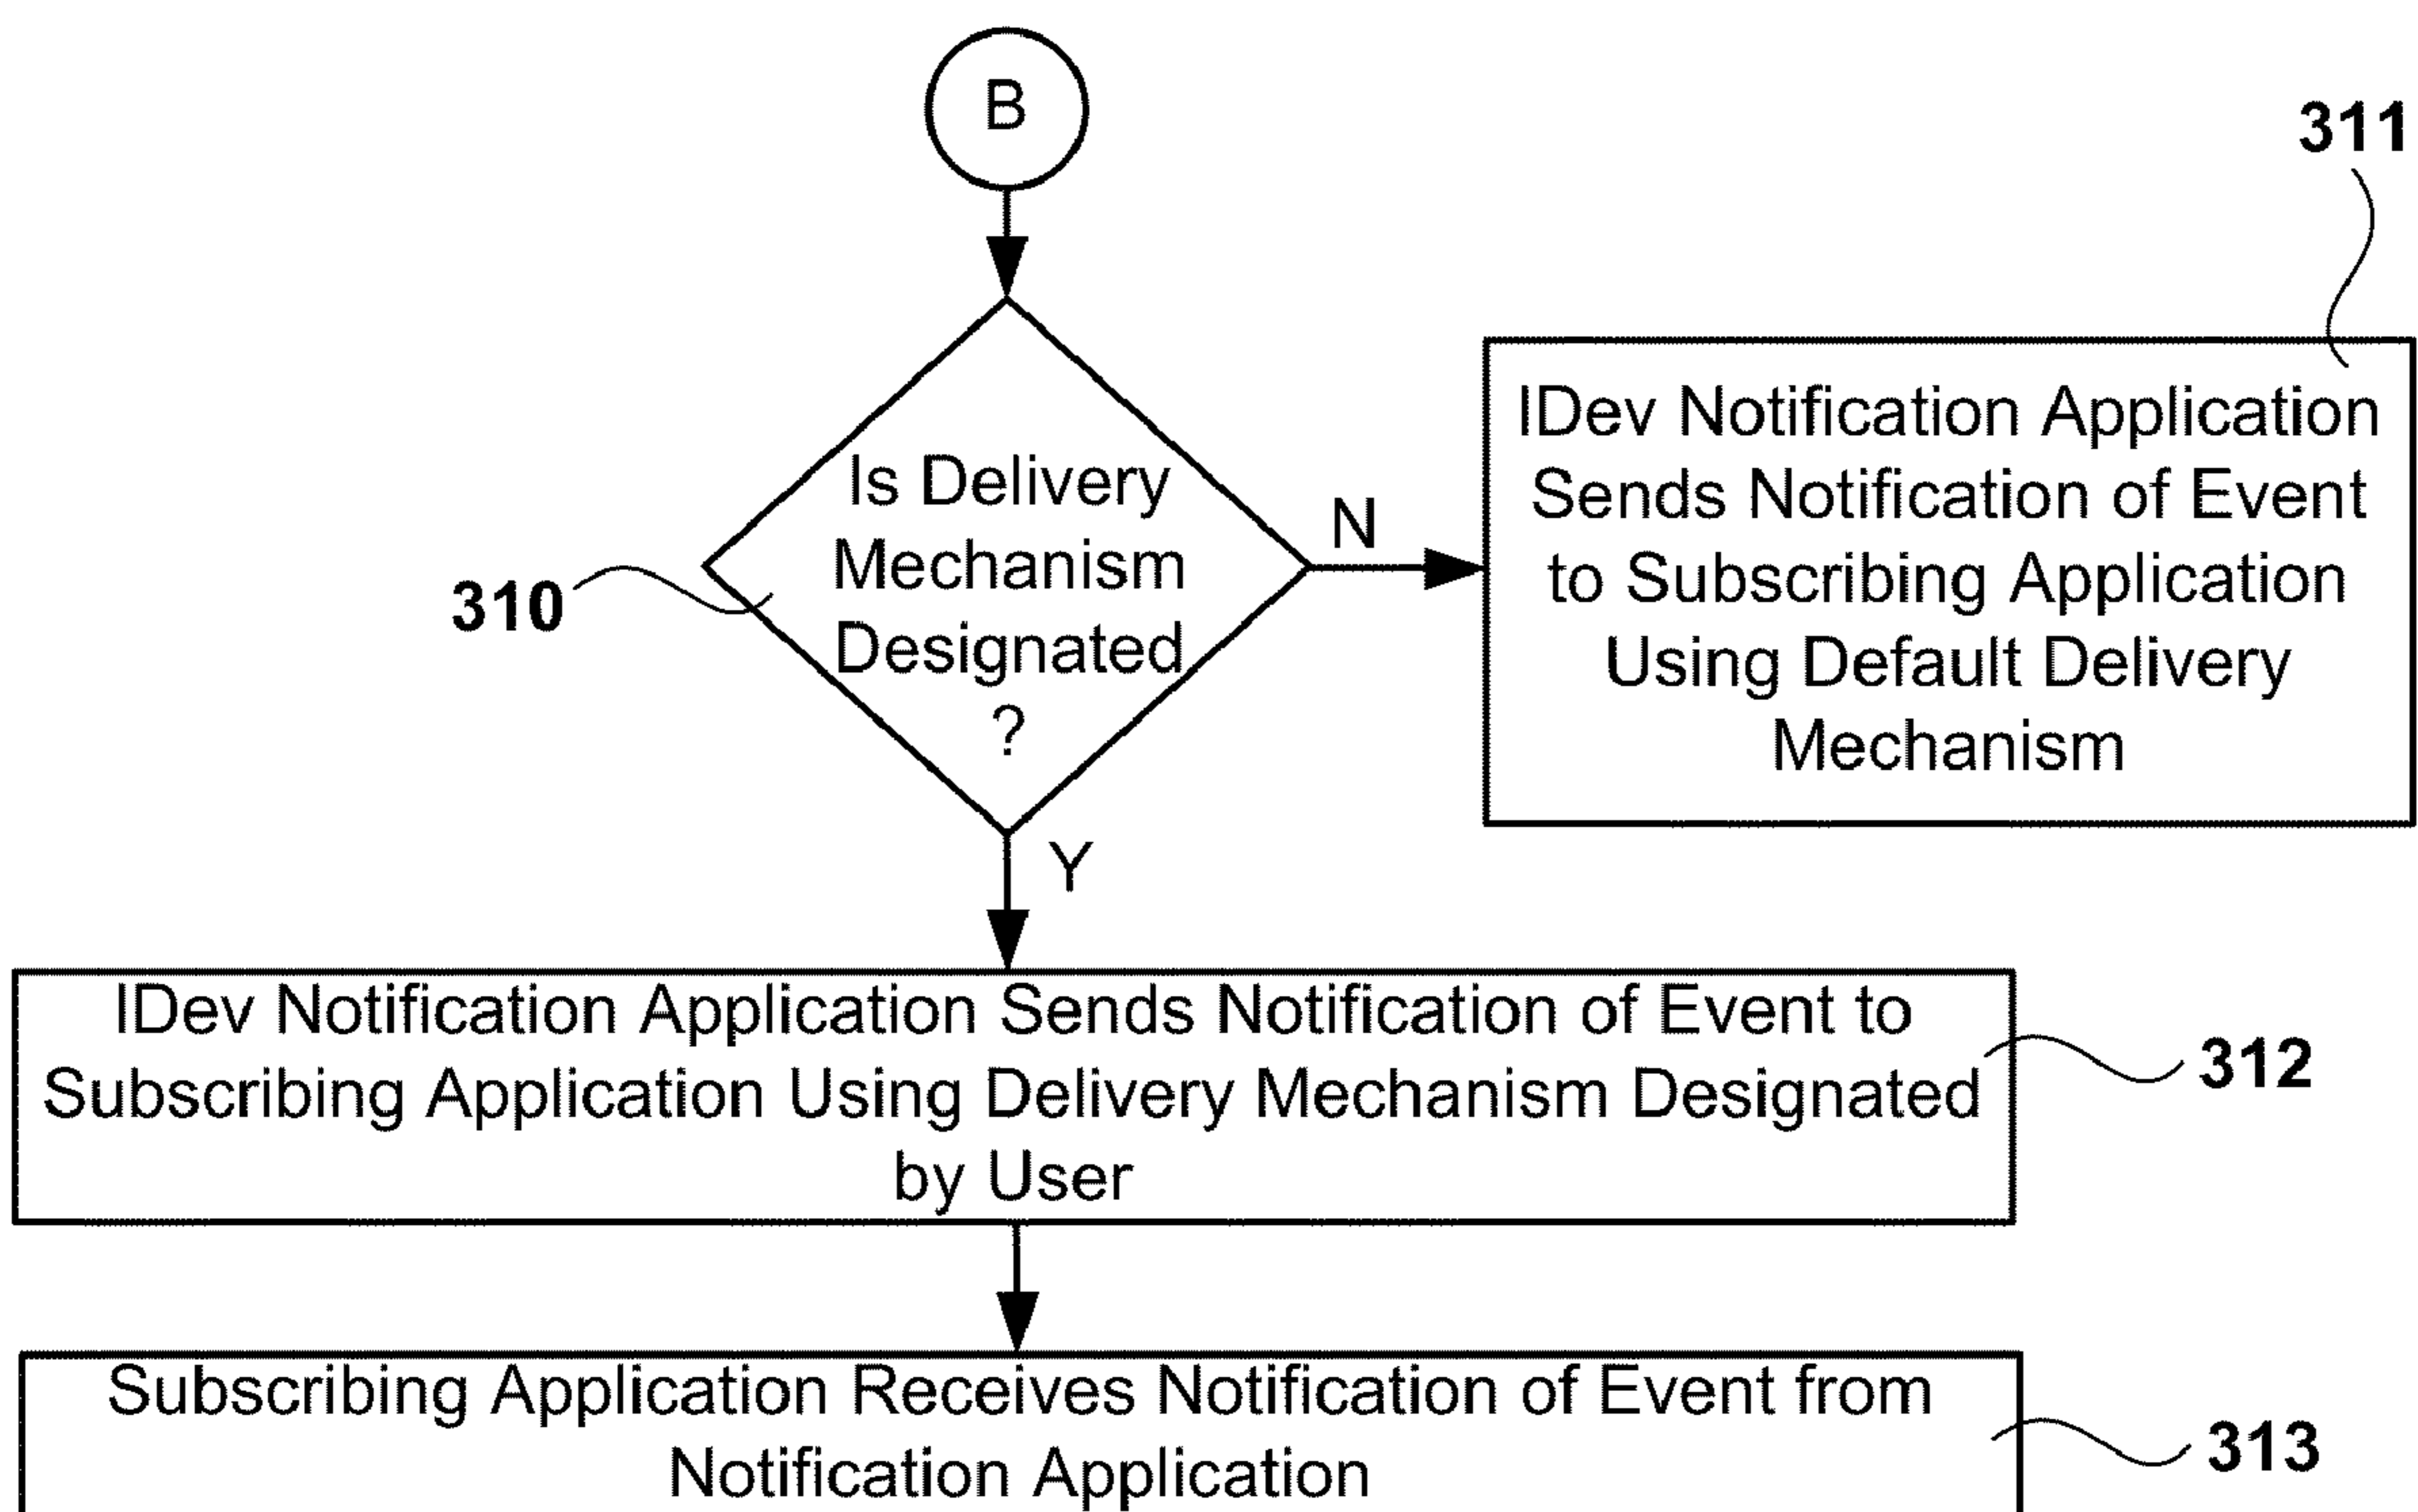 B
311
Is Delivery
Mechanism
Designated
?
310
N
IDev Notification Application
Sends Notification of Event
to Subscribing Application
Using Default Delivery
Mechanism
Y
IDev Notification Application Sends Notification of Event to
Subscribing Application Using Delivery Mechanism Designated
by User
312
Subscribing Application Receives Notification of Event from
Notification Application
313